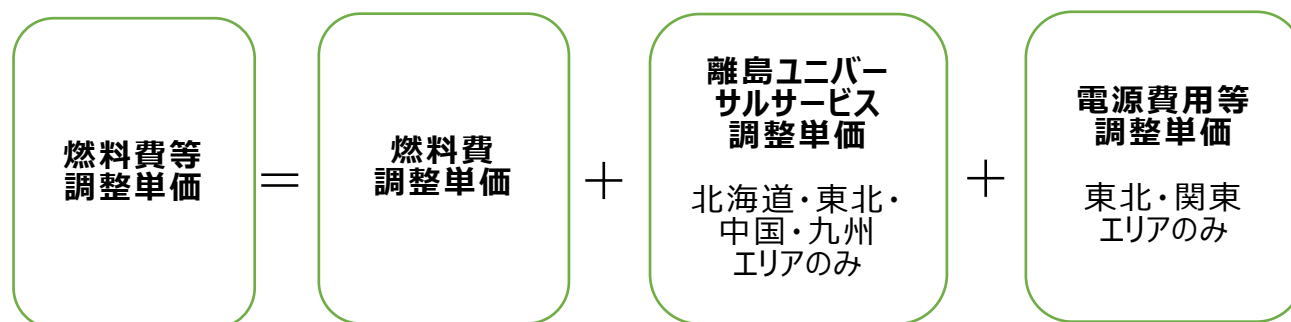 燃料費等
調整単価
＝
燃料費
調整単価
＋
離島ユニバー
サルサービス
調整単価
北海道・東北・
中国・九州
エリアのみ
＋
電源費用等
調整単価
東北・関東
エリアのみ